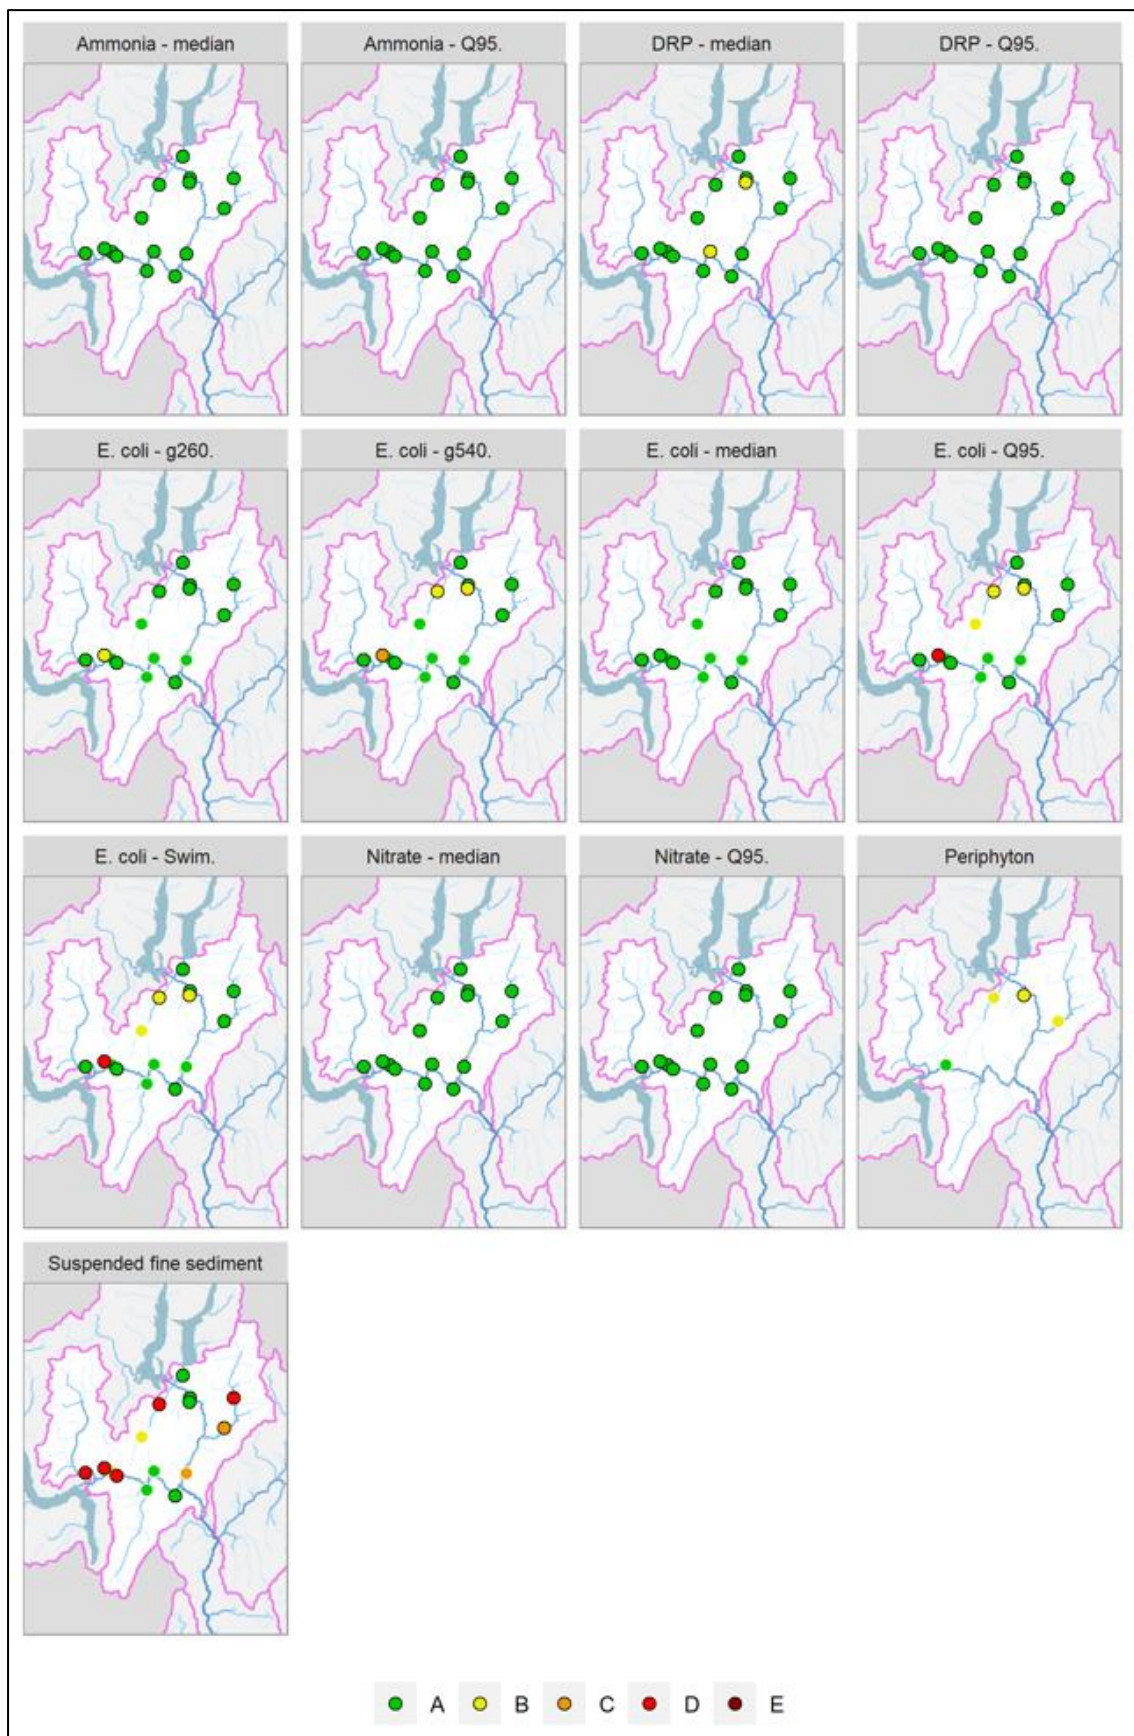 Ammonia - median
Ammonia - Q95.
DRP - median
DRP - Q95.
E. coli - g260.
E. coli - g540.
E. coli - median
E. coli - Q95.
E. coli - Swim.
Nitrate - median
Nitrate - Q95.
Periphyton
Suspended fine sediment
A B C D E